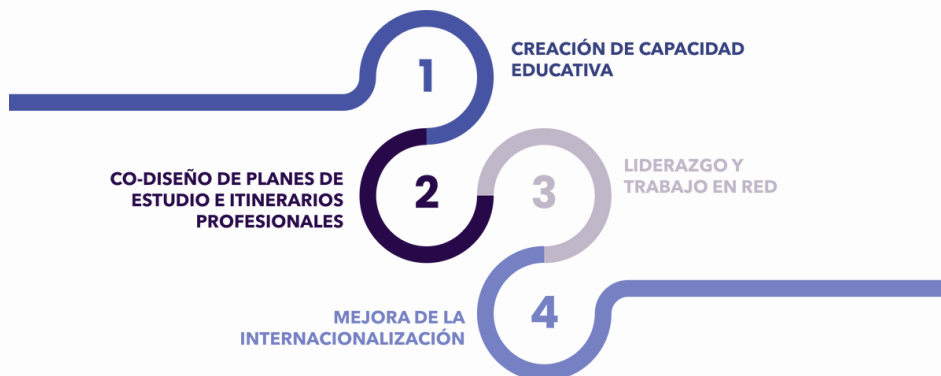 1
CREACIÓN DE CAPACIDAD
EDUCATIVA
CO-DISEÑO DE PLANES DE
ESTUDIO E ITINERARIOS
PROFESIONALES
2
3
LIDERAZGO Y
TRABAJO EN RED
MEJORA DE LA
INTERNACIONALIZACIÓN
4